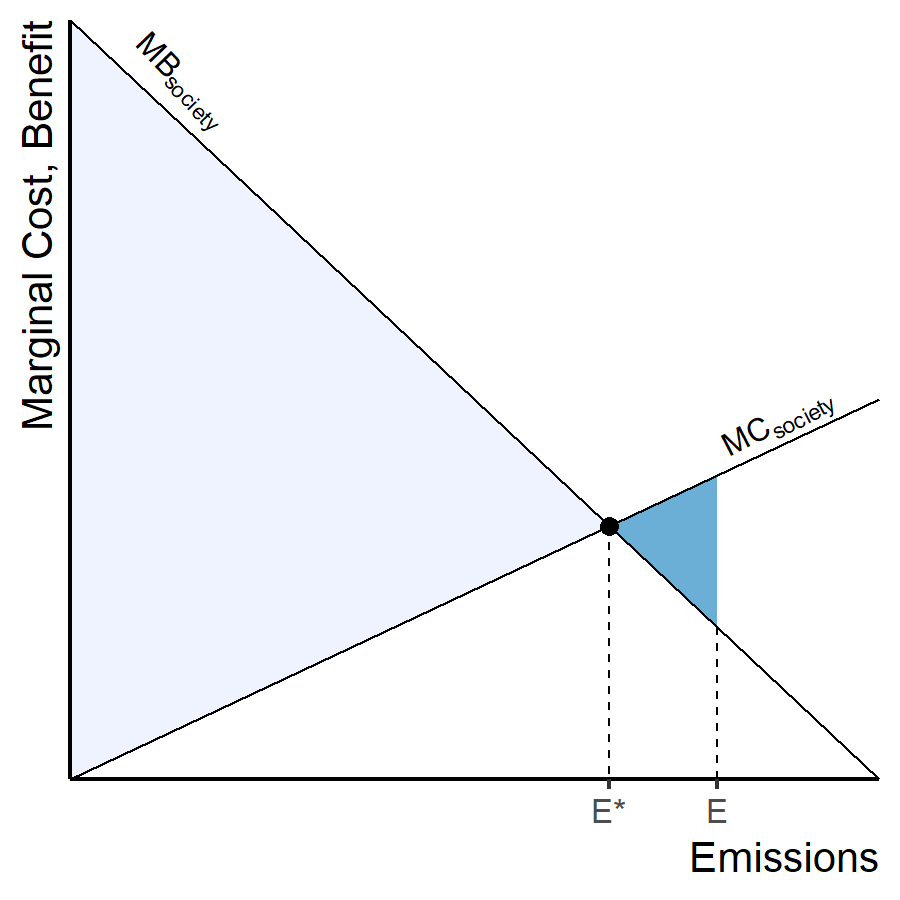 Marginal Cost, Benefit
MBsociety
MCsociety
E*
E
Emissions